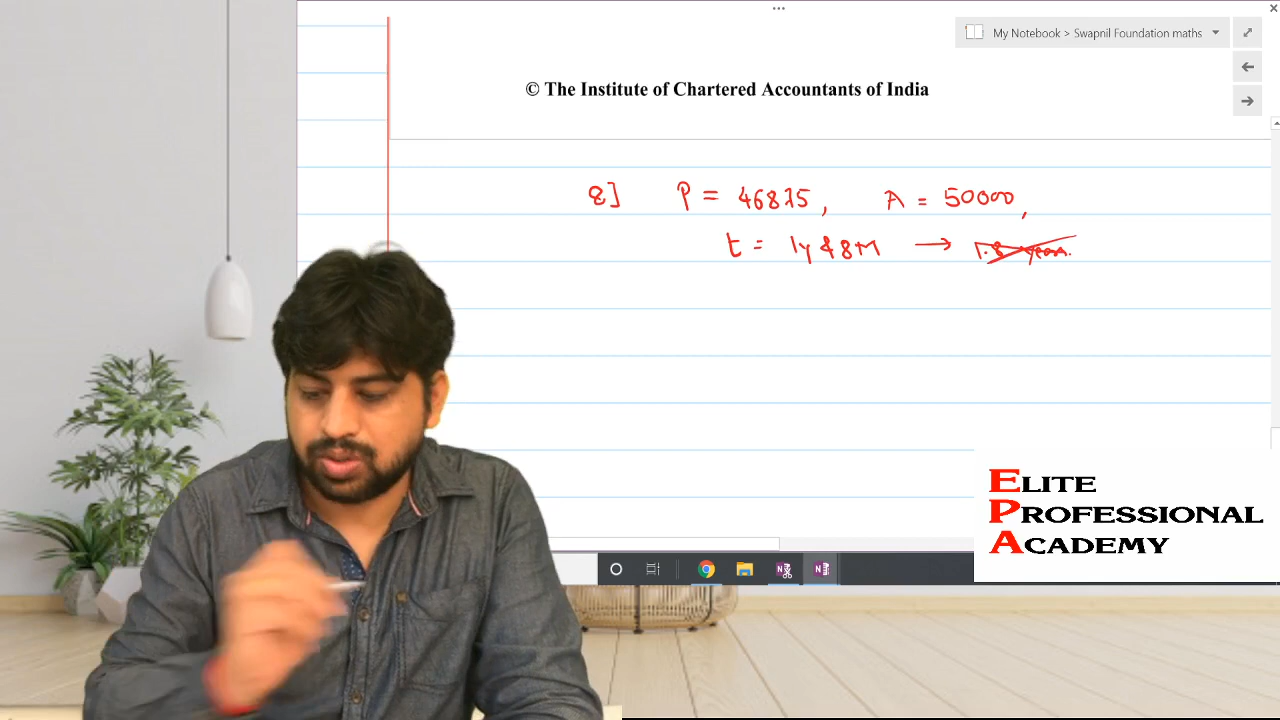 My Notebook > Swapnil Foundation maths
© The Institute of Chartered Accountants of India
8] P = 46875, A = 50000,
t = 1y & 8M →
ELITE
PROFESSIONAL
ACADEMY